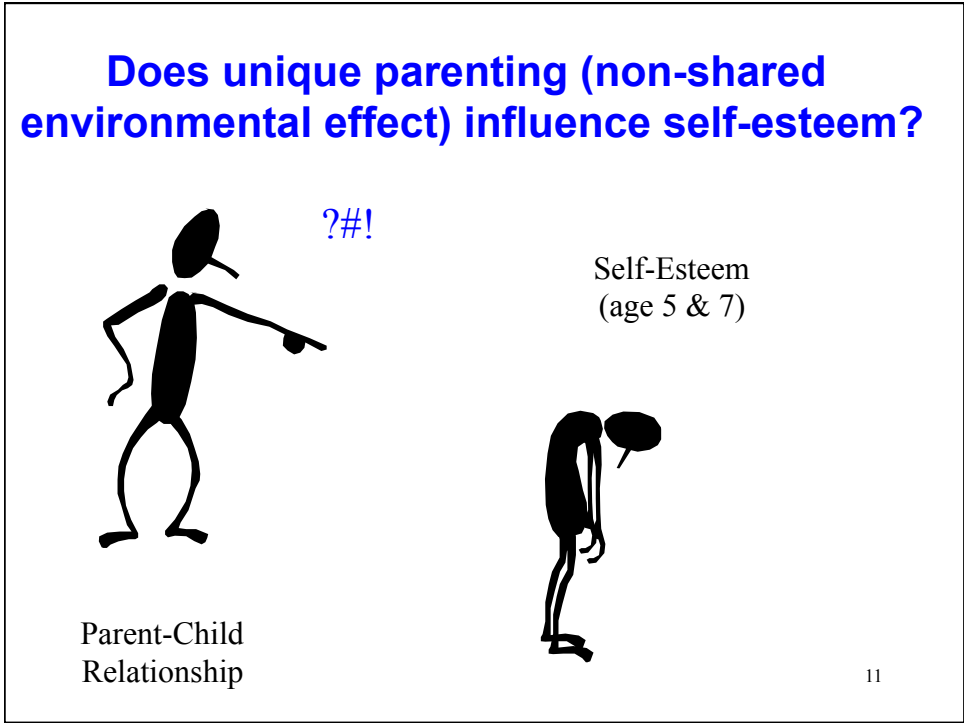 Does unique parenting (non-shared
environmental effect) influence self-esteem?
?#!
Self-Esteem
(age 5 & 7)
Parent-Child
Relationship
11